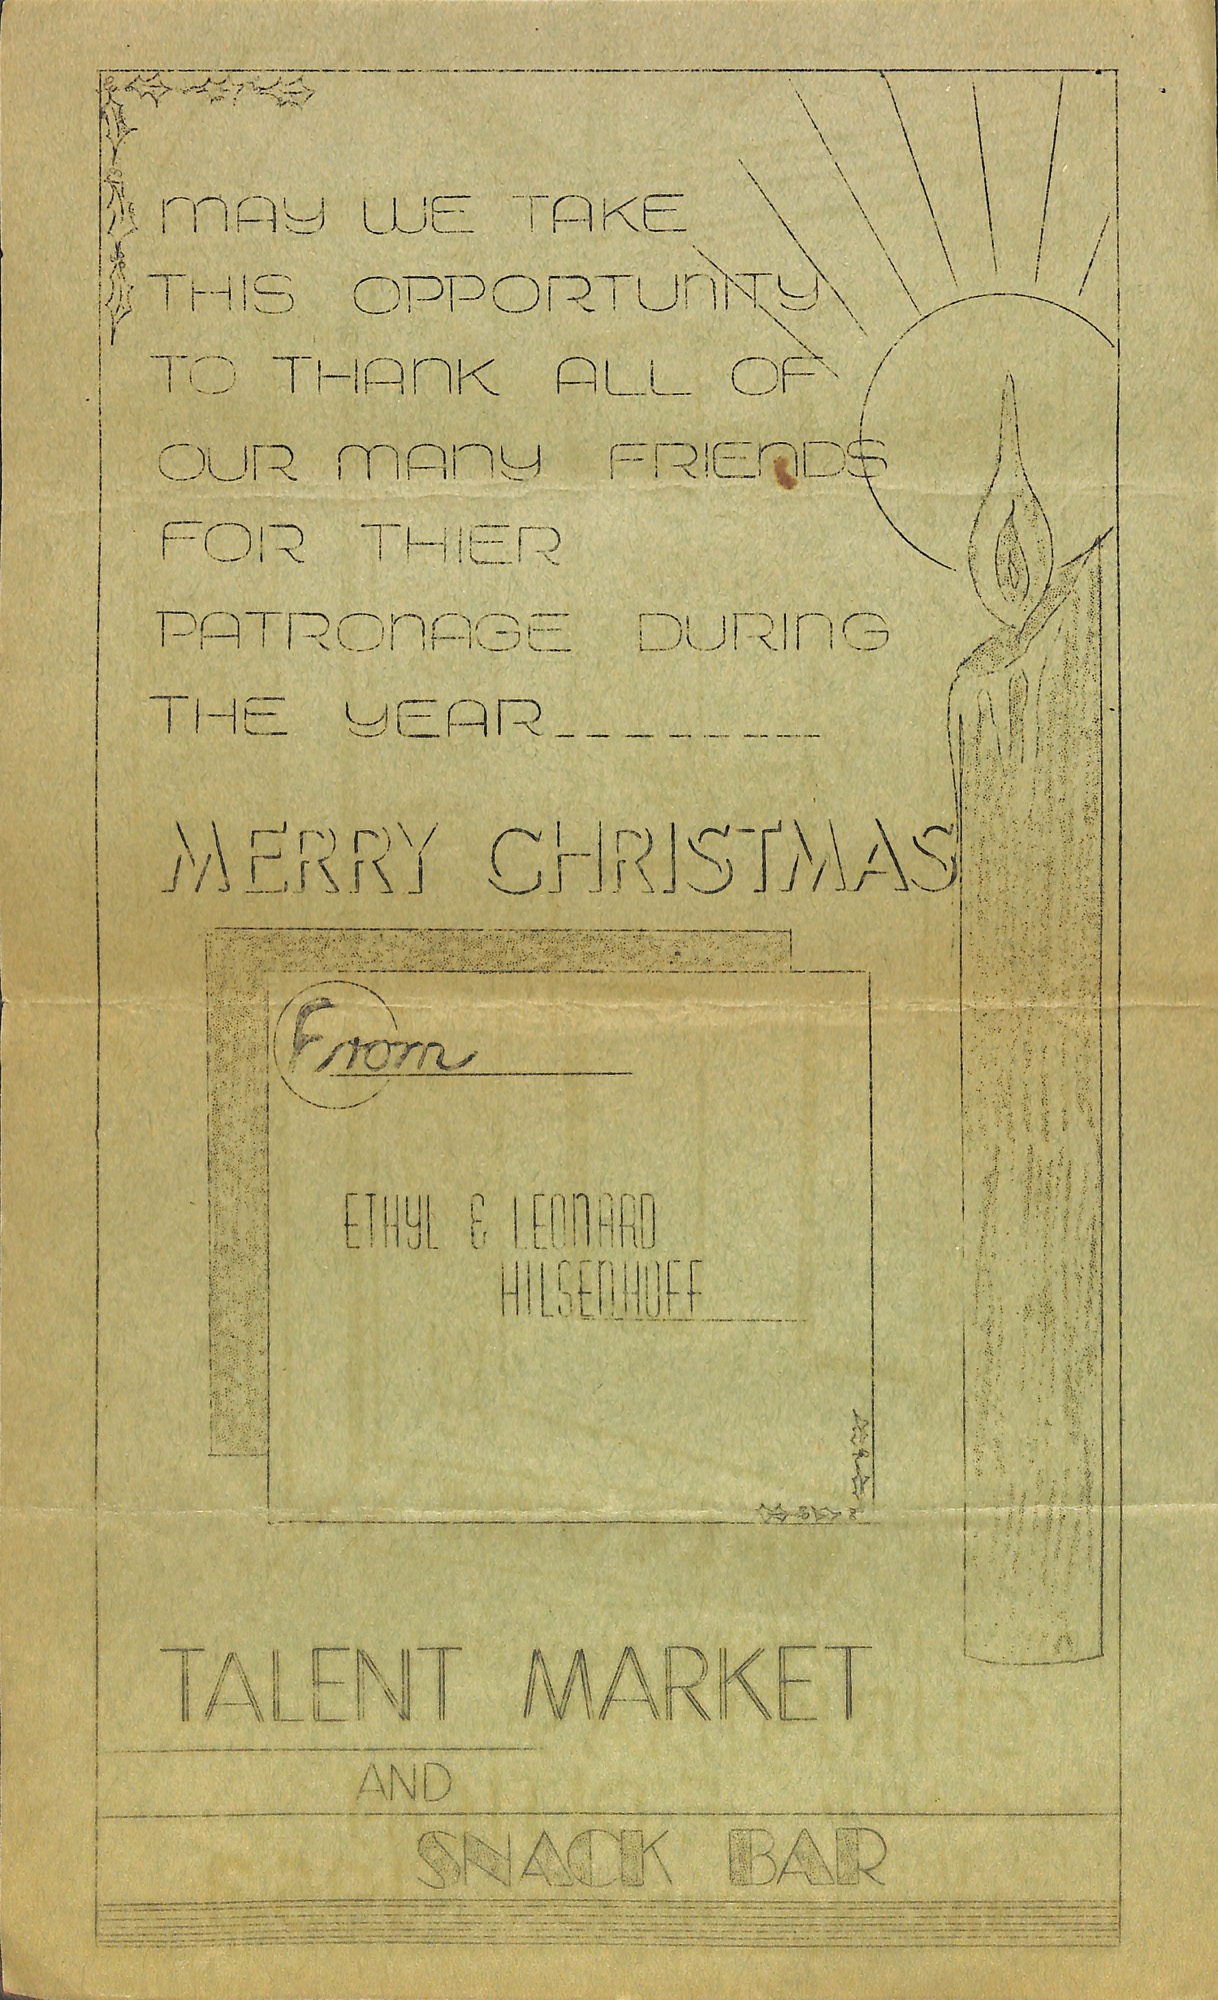 MAY WE TAKE
THIS OPPORTUNITY
TO THANK ALL OF
OUR MANY FRIENDS
FOR THIER
PATRONAGE DURING
THE YEAR_________
MERRY CHRISTMAS
From
ETHYL & LEONARD
HILSENHOFF
TALENT MARKET
AND
SNACK BAR